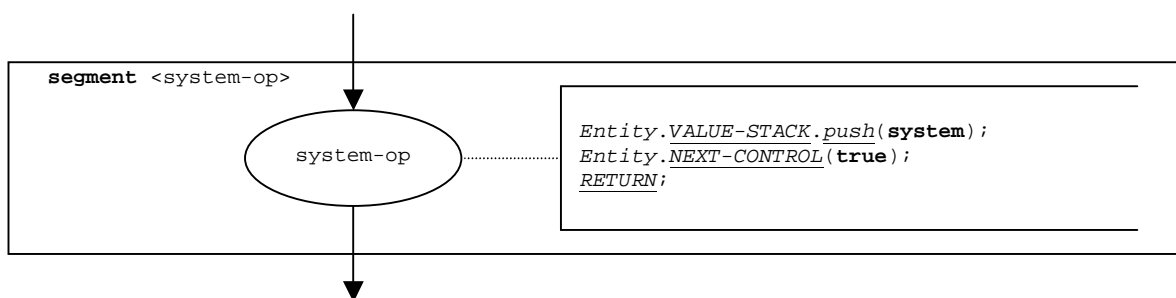 segment <system-op>
system-op
Entity.VALUE-STACK.push(system);
Entity.NEXT-CONTROL(true);
RETURN;